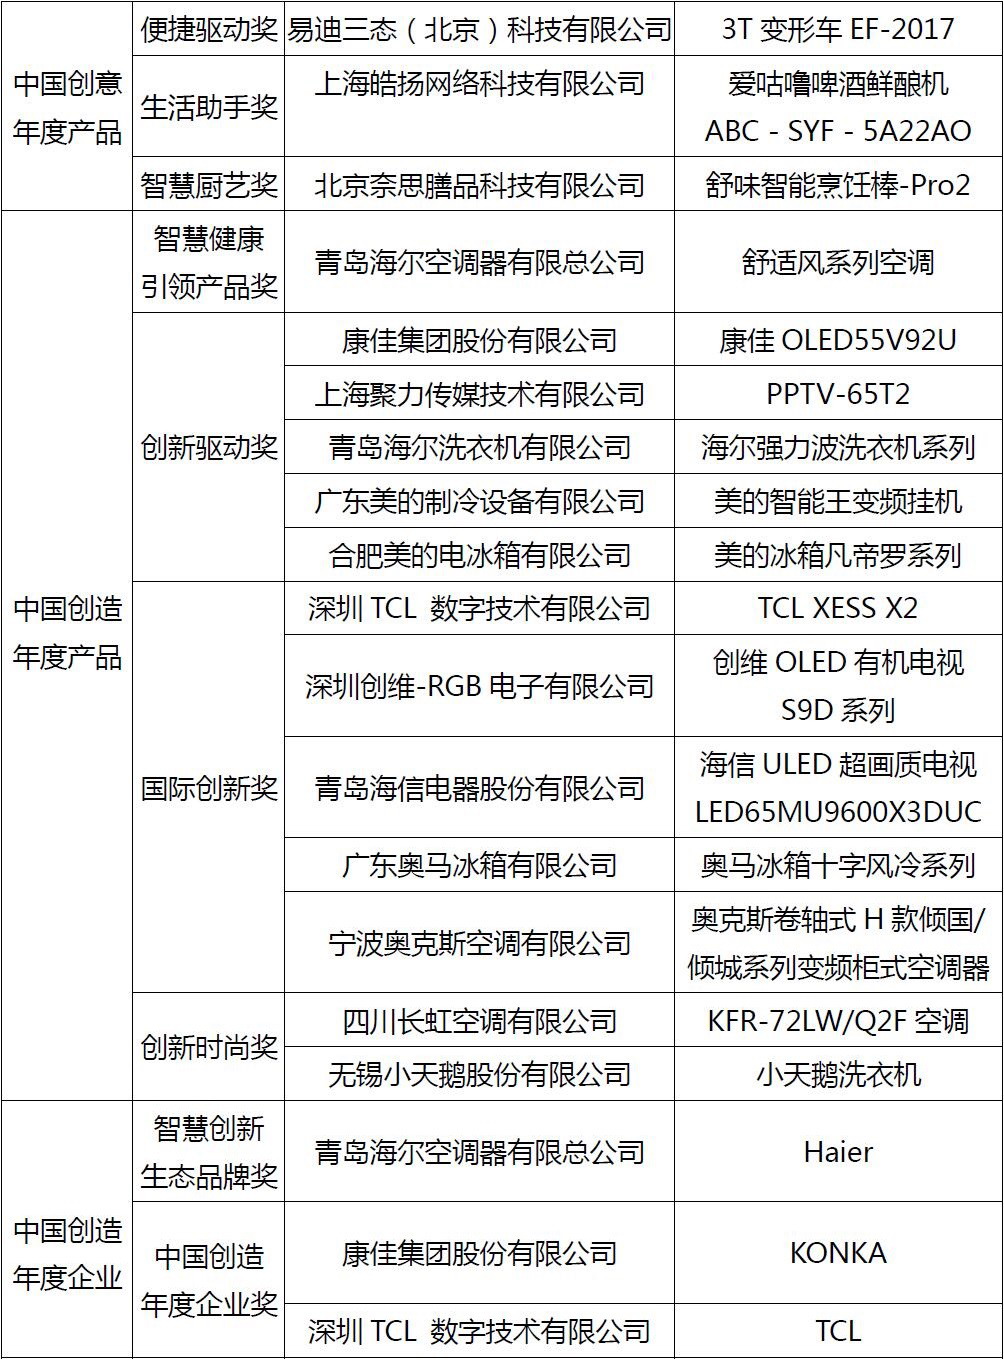 中国创意
年度产品
便捷驱动奖
易迪三态（北京）科技有限公司
3T 变形车 EF-2017
生活助手奖
上海皓扬网络科技有限公司
爱咕噜啤酒鲜酿机
ABC - SYF - 5A22AO
智慧厨艺奖
北京奈思膳品科技有限公司
舒味智能烹饪棒-Pro2
中国创造
年度产品
智慧健康
引领产品奖
青岛海尔空调器有限总公司
舒适风系列空调
创新驱动奖
康佳集团股份有限公司
康佳 OLED55V92U
上海聚力传媒技术有限公司
PPTV-65T2
青岛海尔洗衣机有限公司
海尔强力波洗衣机系列
广东美的制冷设备有限公司
美的智能王变频挂机
合肥美的电冰箱有限公司
美的冰箱凡帝罗系列
国际创新奖
深圳 TCL 数字技术有限公司
TCL XESS X2
深圳创维-RGB 电子有限公司
创维 OLED 有机电视
S9D 系列
青岛海信电器股份有限公司
海信 ULED 超画质电视
LED65MU9600X3DUC
广东奥马冰箱有限公司
奥马冰箱十字风冷系列
宁波奥克斯空调有限公司
奥克斯卷轴式 H 款倾国/
倾城系列变频柜式空调器
创新时尚奖
四川长虹空调有限公司
KFR-72LW/Q2F 空调
无锡小天鹅股份有限公司
小天鹅洗衣机
中国创造
年度企业
智慧创新
生态品牌奖
青岛海尔空调器有限总公司
Haier
中国创造
年度企业奖
康佳集团股份有限公司
KONKA
深圳 TCL 数字技术有限公司
TCL